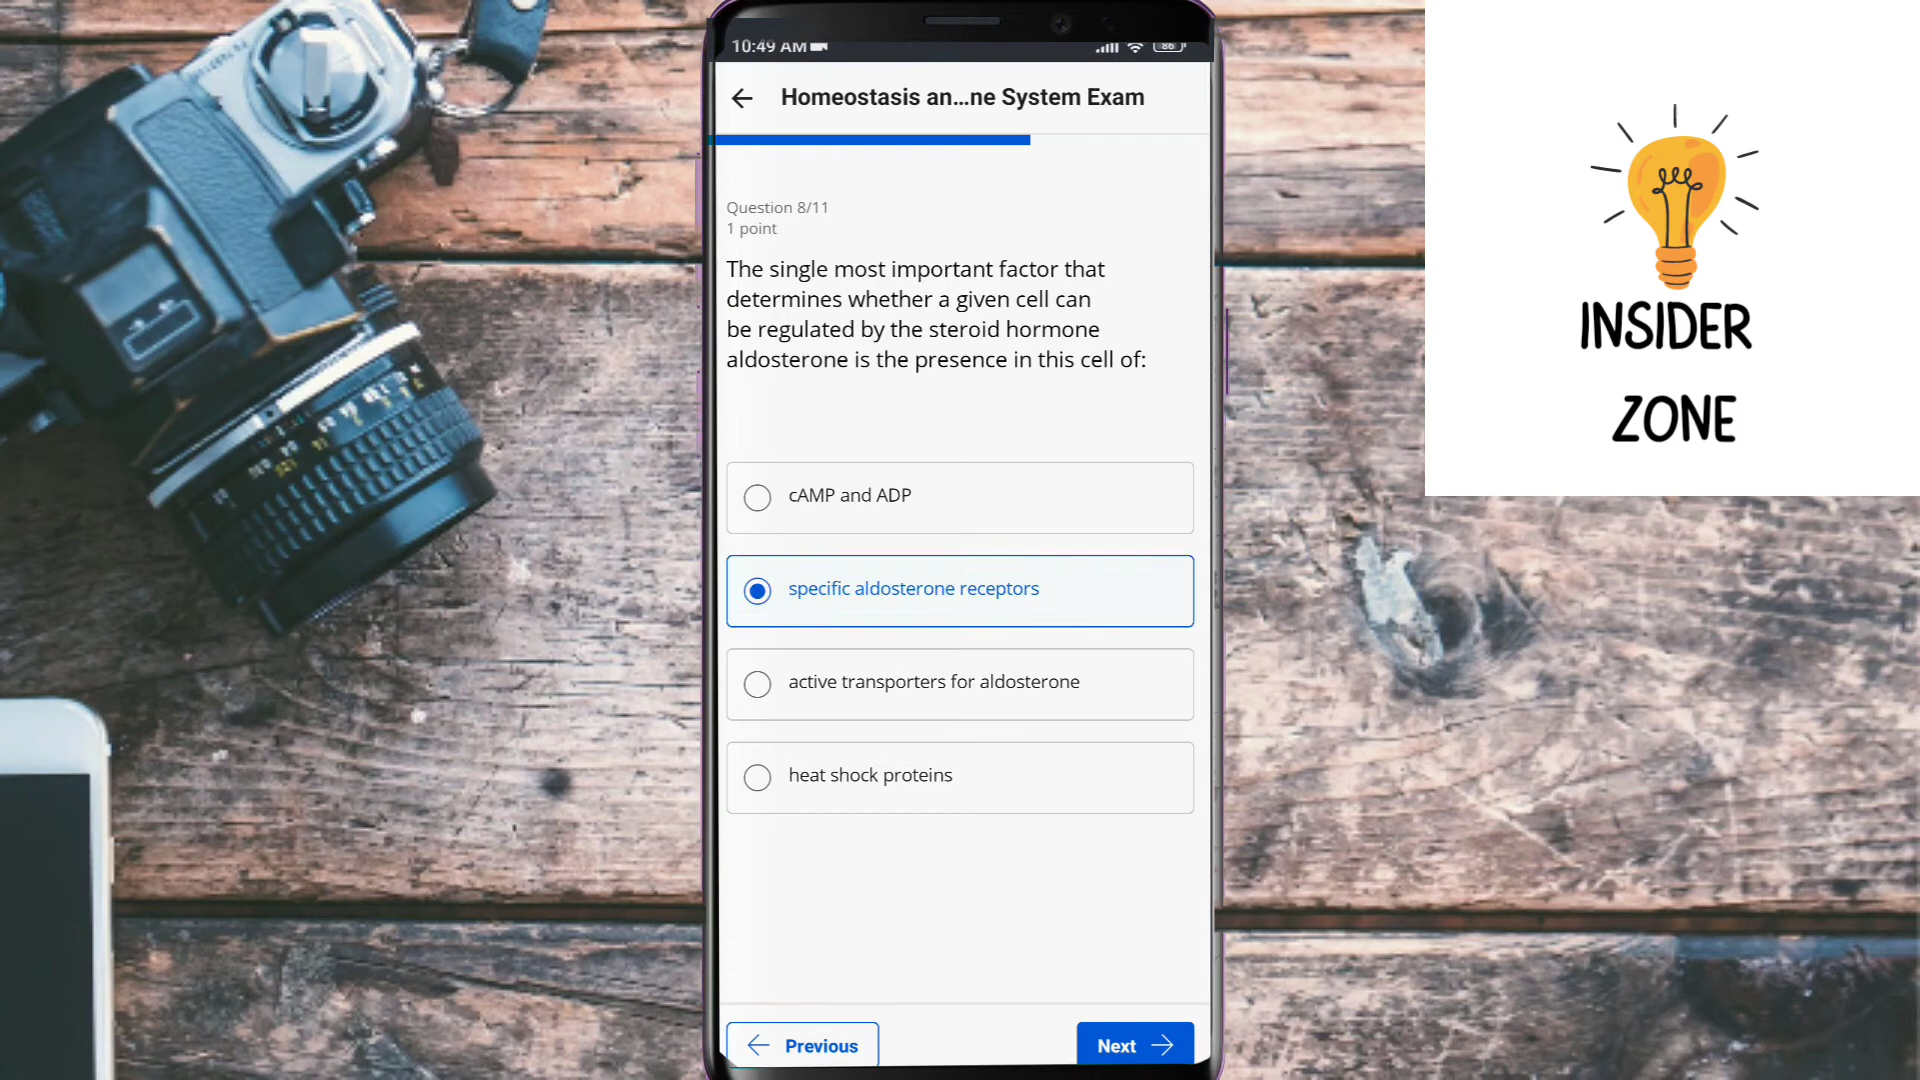 10:49 AM
86
Homeostasis an...ne System Exam
Question 8/11
1 point
The single most important factor that
determines whether a given cell can
be regulated by the steroid hormone
aldosterone is the presence in this cell of:
cAMP and ADP
specific aldosterone receptors
active transporters for aldosterone
heat shock proteins
Previous
Next
INSIDER
ZONE